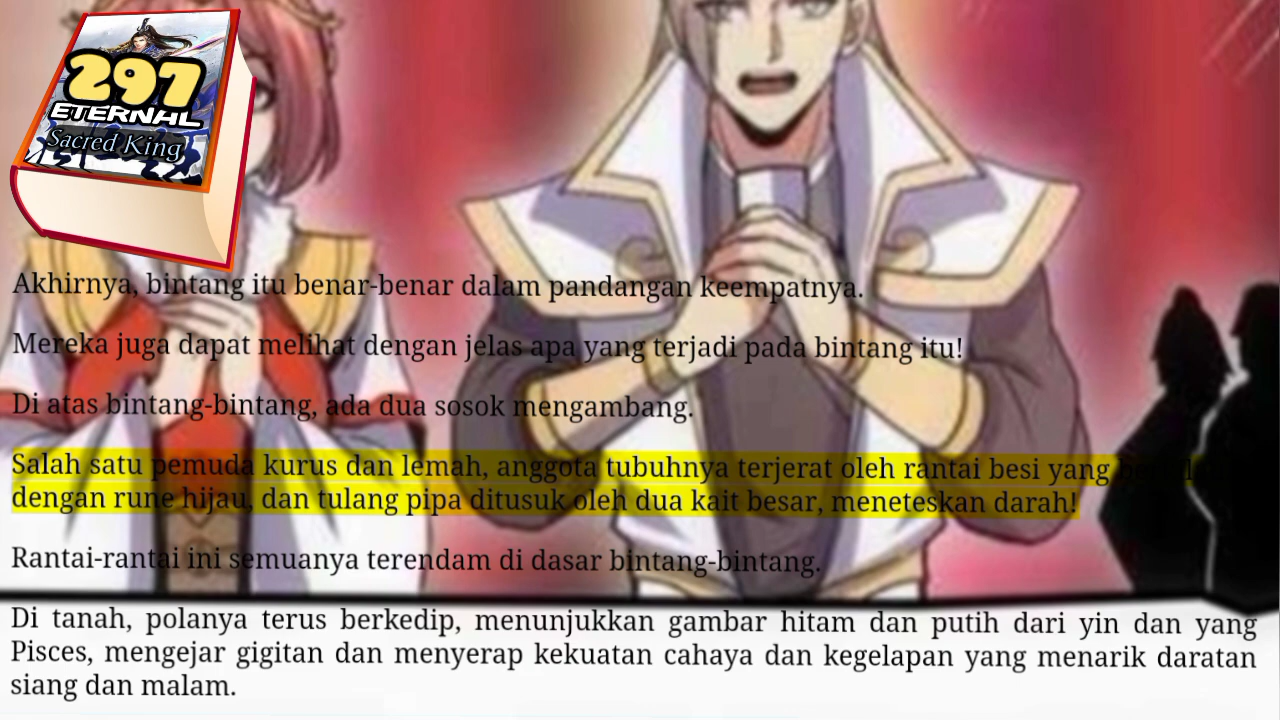 297
ETERNAL
Sacred King
Akhirnya, bintang itu benar-benar dalam pandangan keempatnya.
Mereka juga dapat melihat dengan jelas apa yang terjadi pada bintang itu!
Di atas bintang-bintang, ada dua sosok mengambang.
Salah satu pemuda kurus dan lemah, anggota tubuhnya terjerat oleh rantai besi yang
dengan rune hijau, dan tulang pipa ditusuk oleh dua kait besar, meneteskan darah!
Rantai-rantai ini semuanya terendam di dasar bintang-bintang.
Di tanah, polanya terus berkedip, menunjukkan gambar hitam dan putih dari yin dan yang
Pisces, mengejar gigitan dan menyerap kekuatan cahaya dan kegelapan yang menarik daratan
siang dan malam.